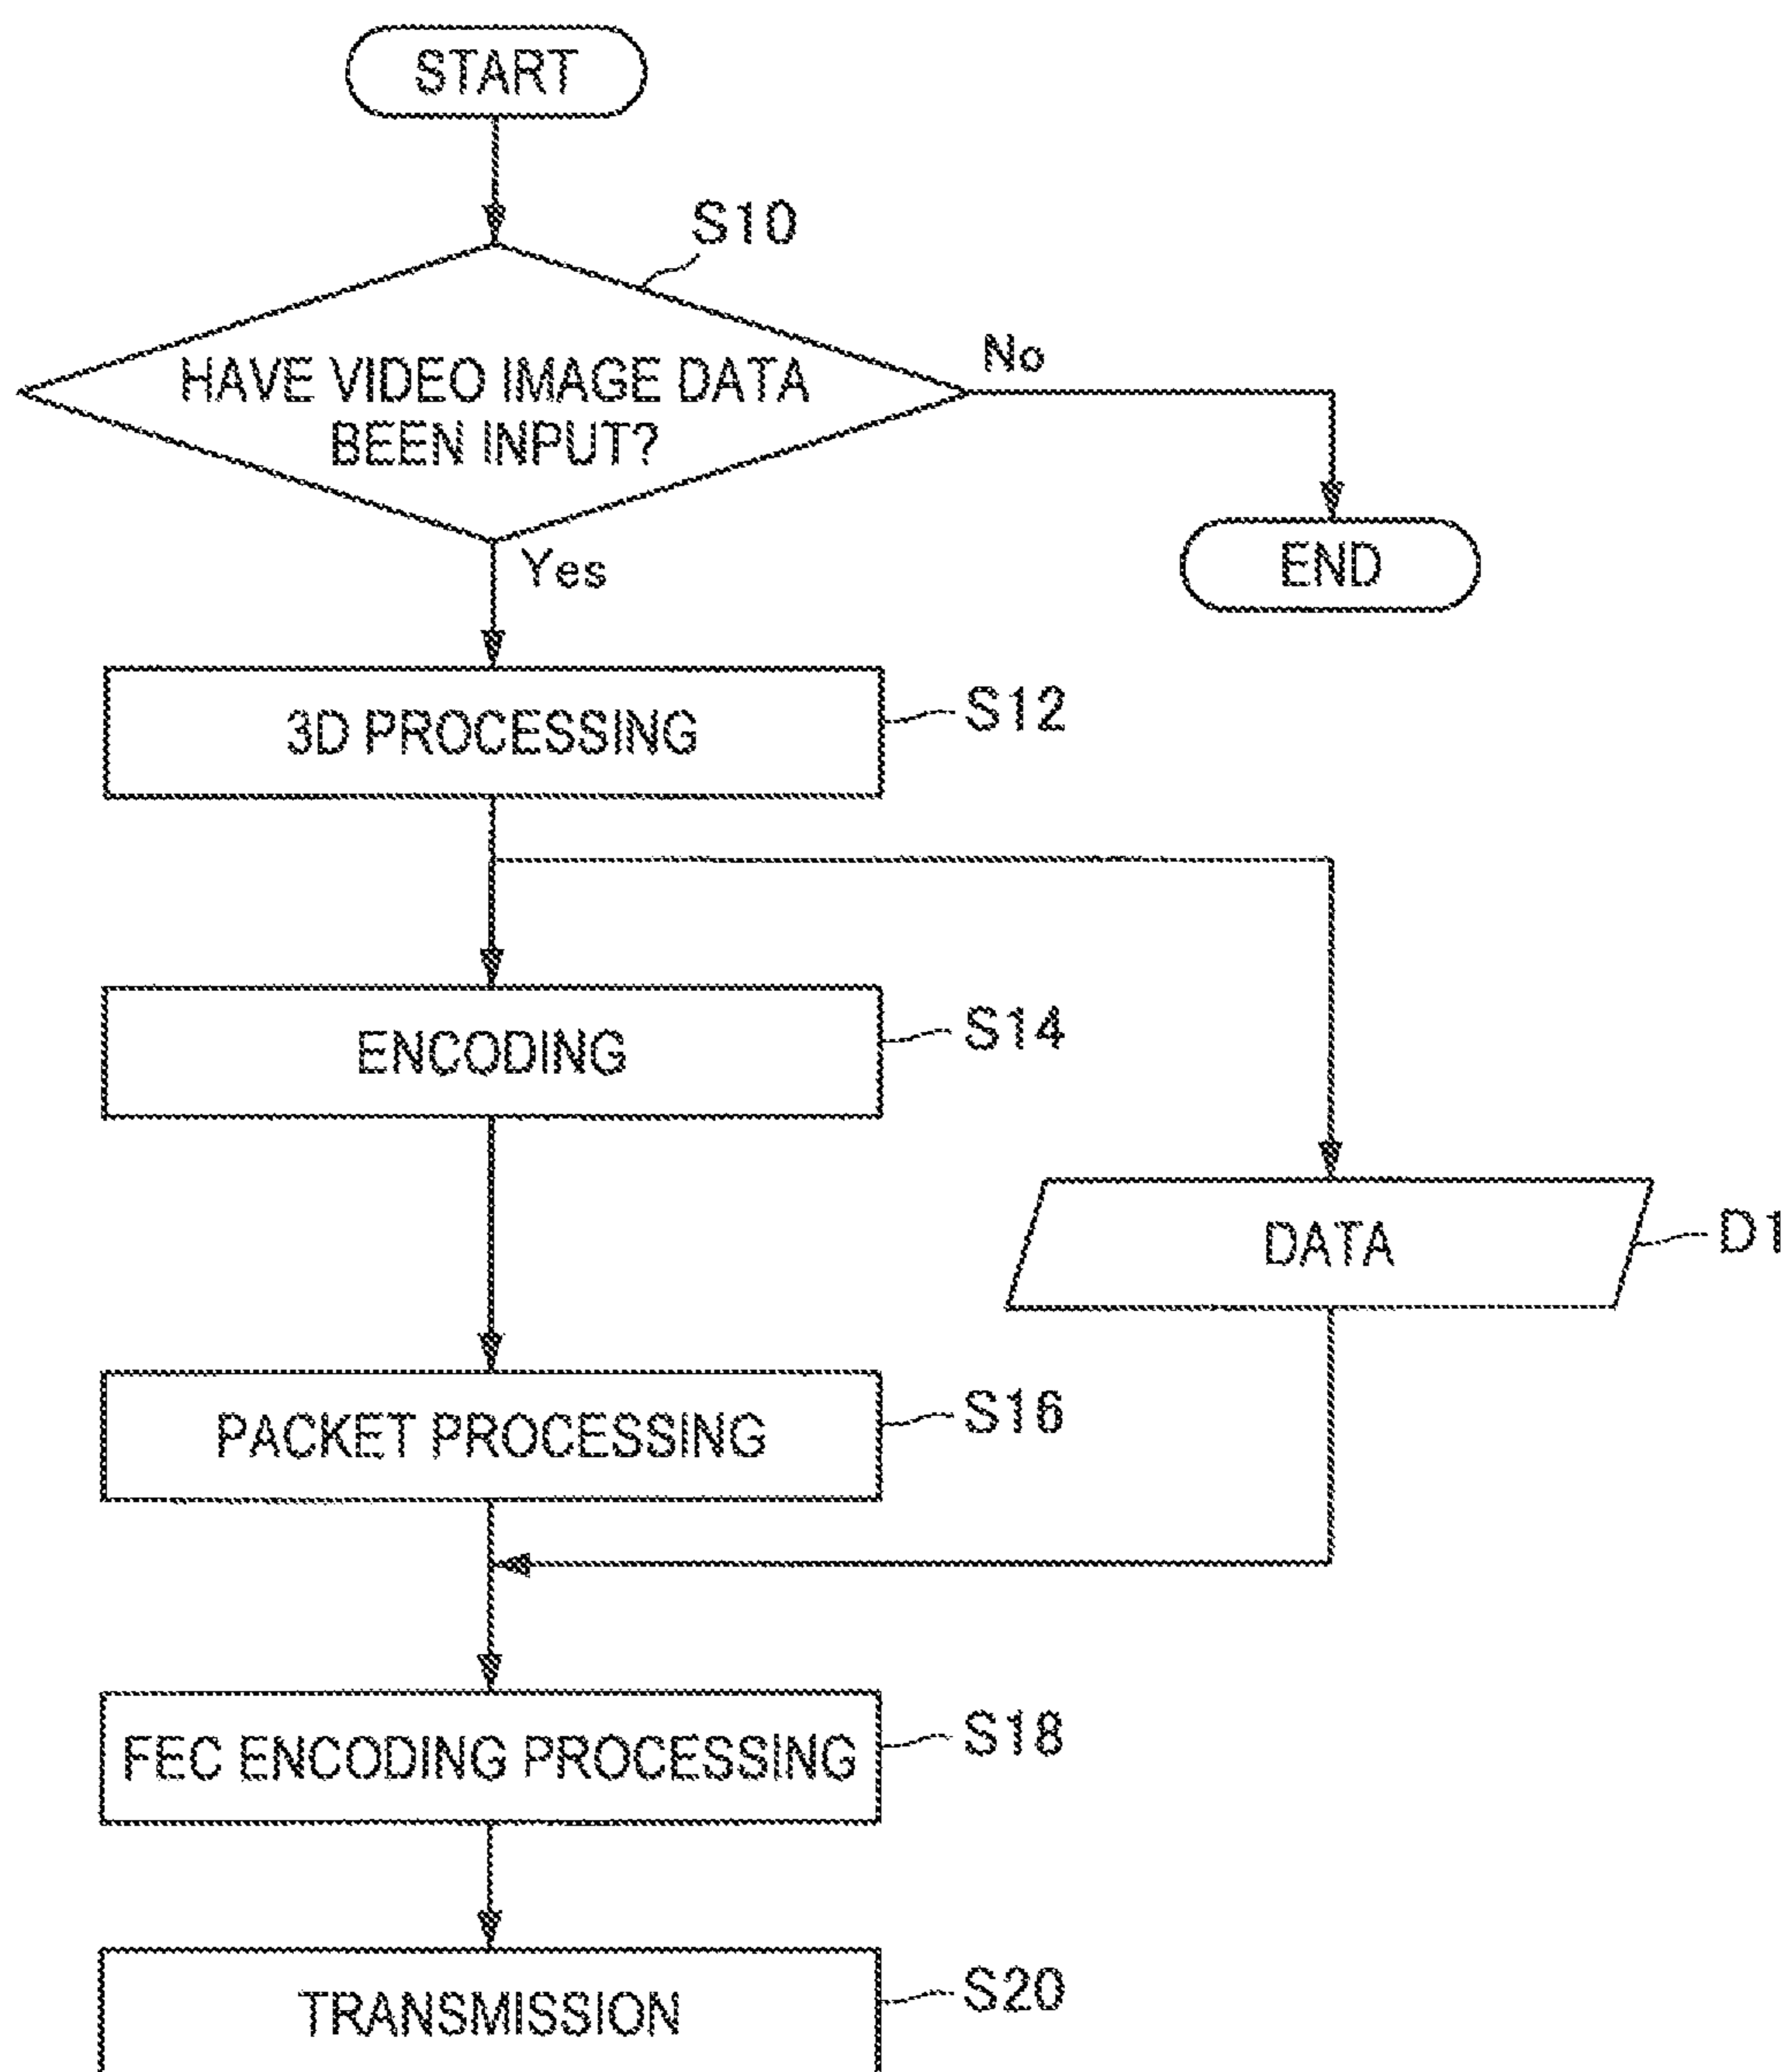 START
S10
HAVE VIDEO IMAGE DATA
BEEN INPUT?
No
END
Yes
3D PROCESSING
S12
ENCODING
S14
DATA
D1
PACKET PROCESSING
S16
FEC ENCODING PROCESSING
S18
TRANSMISSION
S20